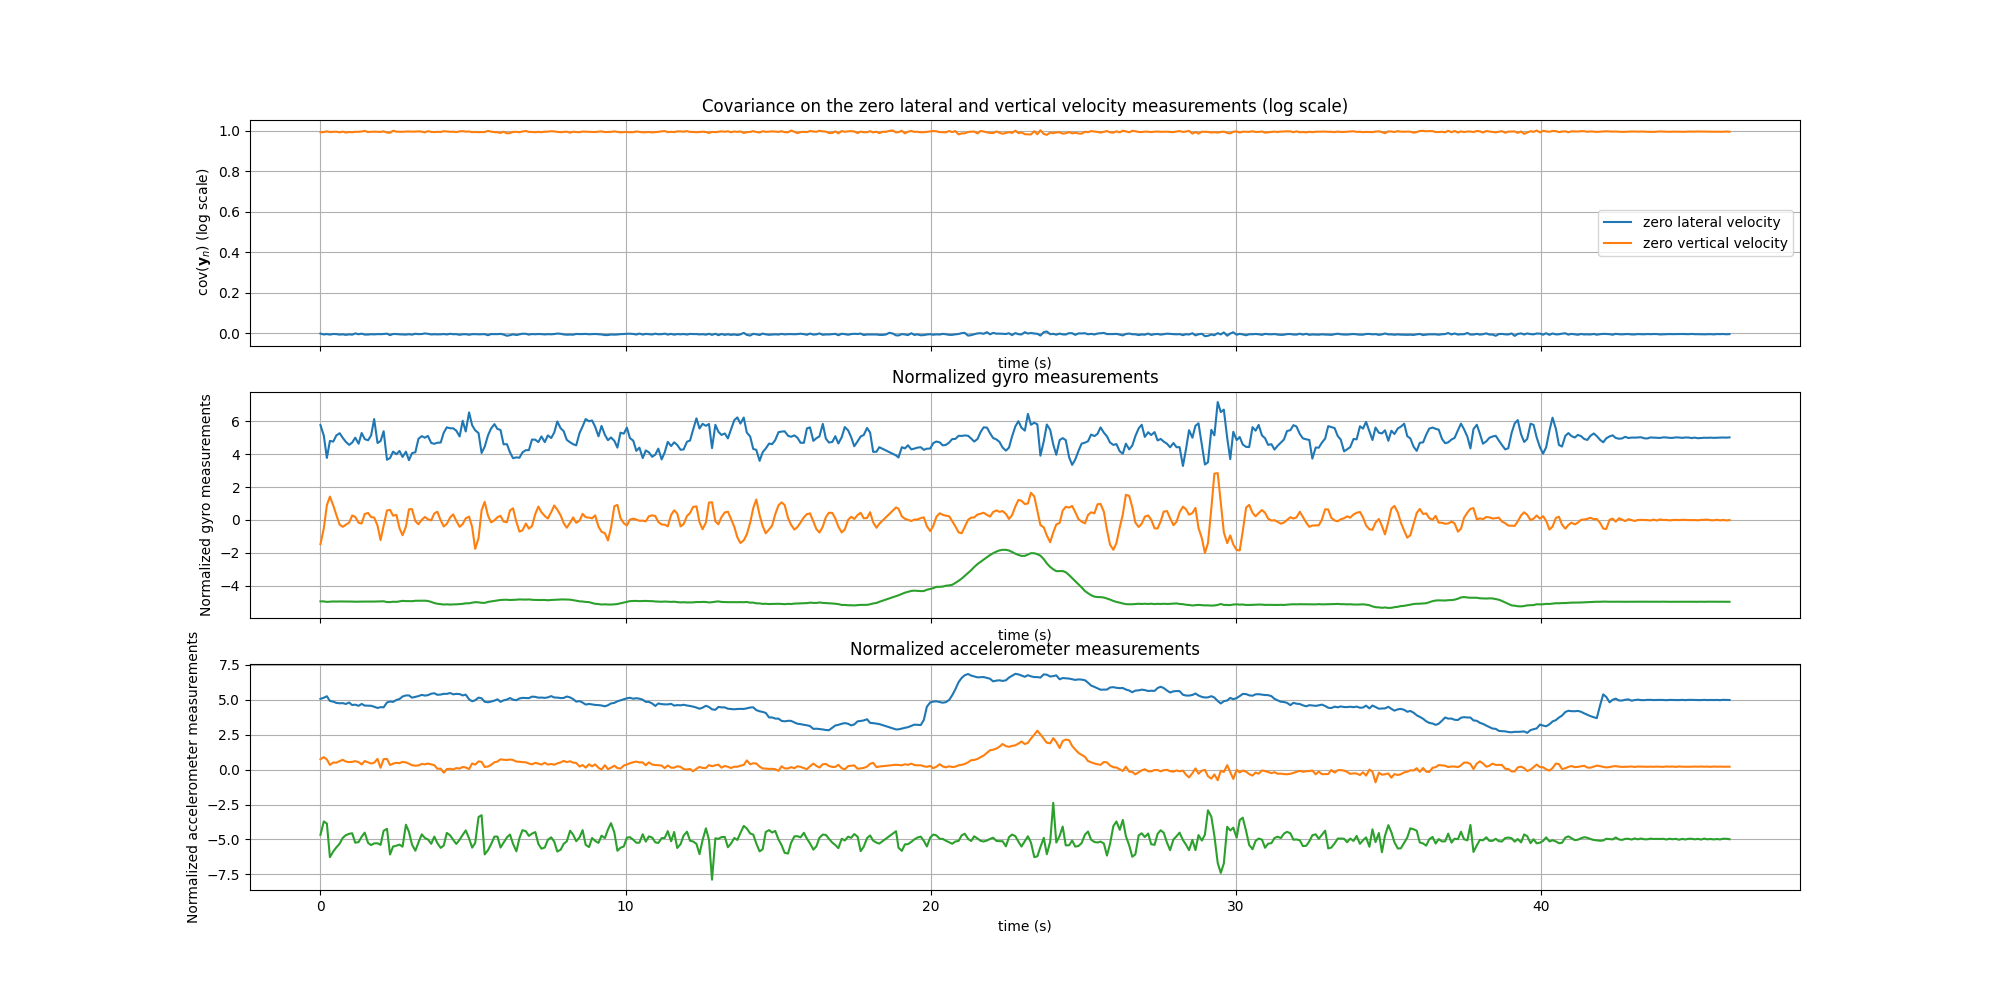 Covariance on the zero lateral and vertical velocity measurements (log scale)
cov(𝐲ₙ) (log scale)
1.0
0.8
0.6
0.4
0.2
0.0
zero lateral velocity
zero vertical velocity
time (s)
Normalized gyro measurements
Normalized gyro measurements
6
4
2
0
−2
−4
time (s)
Normalized accelerometer measurements
Normalized accelerometer measurements
7.5
5.0
2.5
0.0
−2.5
−5.0
−7.5
0 10 20 30 40
time (s)